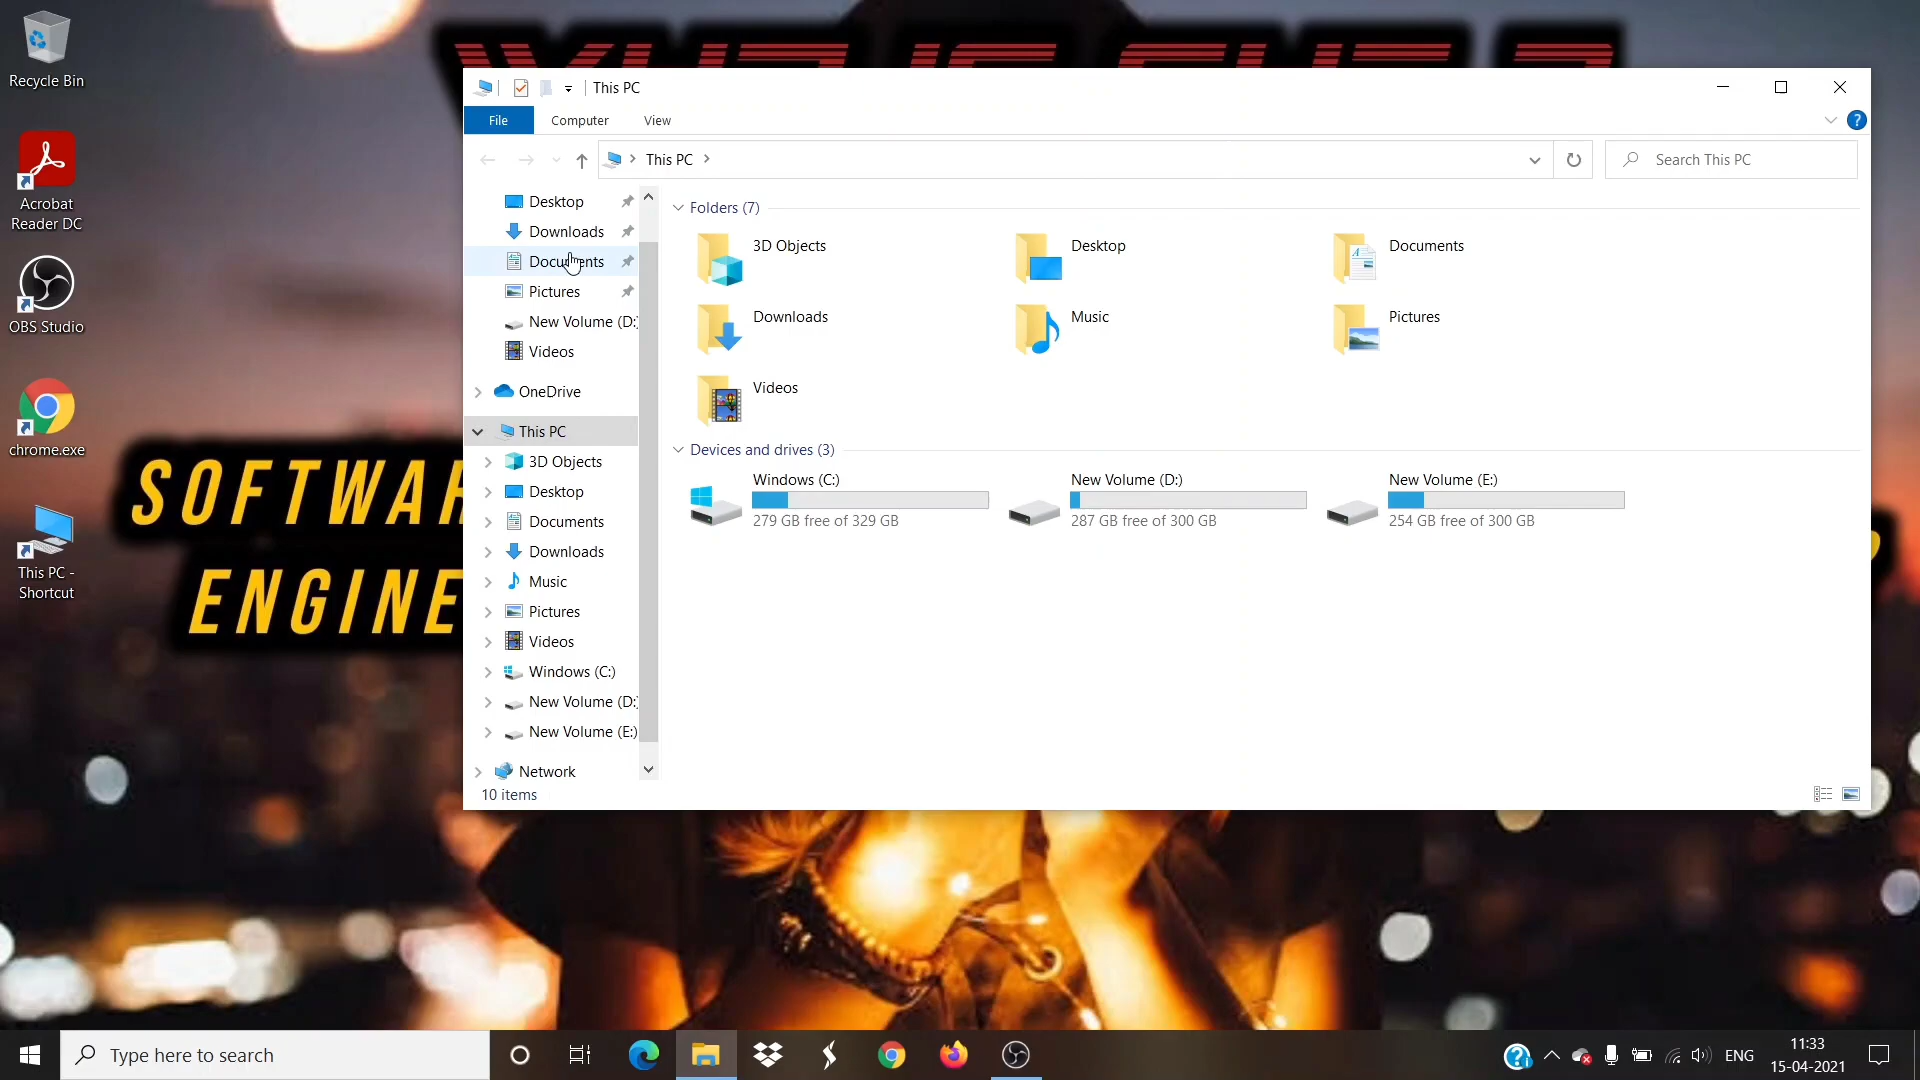 Recycle Bin
Acrobat
Reader DC
OBS Studio
chrome.exe
This PC -
Shortcut
SOFTWAR
ENGINE
This PC
File
Computer
View
?
This PC
Search This PC
Desktop
Downloads
Documents
Pictures
New Volume (D:)
Videos
OneDrive
This PC
3D Objects
Desktop
Documents
Downloads
Music
Pictures
Videos
Windows (C:)
New Volume (D:)
New Volume (E:)
Network
10 items
Folders (7)
3D Objects
Desktop
Documents
Downloads
Music
Pictures
Videos
Devices and drives (3)
Windows (C:)
279 GB free of 329 GB
New Volume (D:)
287 GB free of 300 GB
New Volume (E:)
254 GB free of 300 GB
Type here to search
ENG
11:33
15-04-2021